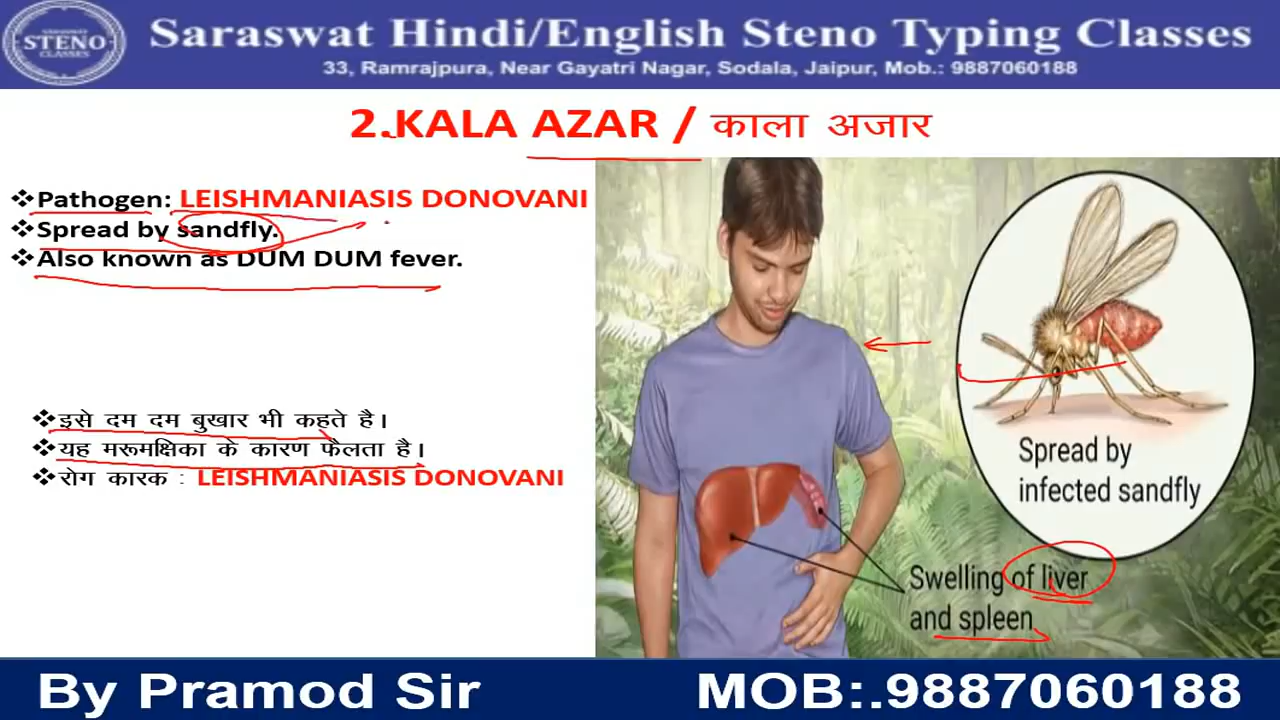 STENO
CLASSES
Saraswat Hindi/English Steno Typing Classes
33, Ramrajpura, Near Gayatri Nagar, Sodala, Jaipur, Mob.: 9887060188
2.KALA AZAR / काला अजार
❖Pathogen: LEISHMANIASIS DONOVANI
❖Spread by sandfly.
❖Also known as DUM DUM fever.
❖इसे दम दम बुखार भी कहते है।
❖यह मरूमक्षिका के कारण फैलता है।
❖रोग कारक : LEISHMANIASIS DONOVANI
Spread by
infected sandfly
Swelling of liver
and spleen
By Pramod Sir
MOB:.9887060188